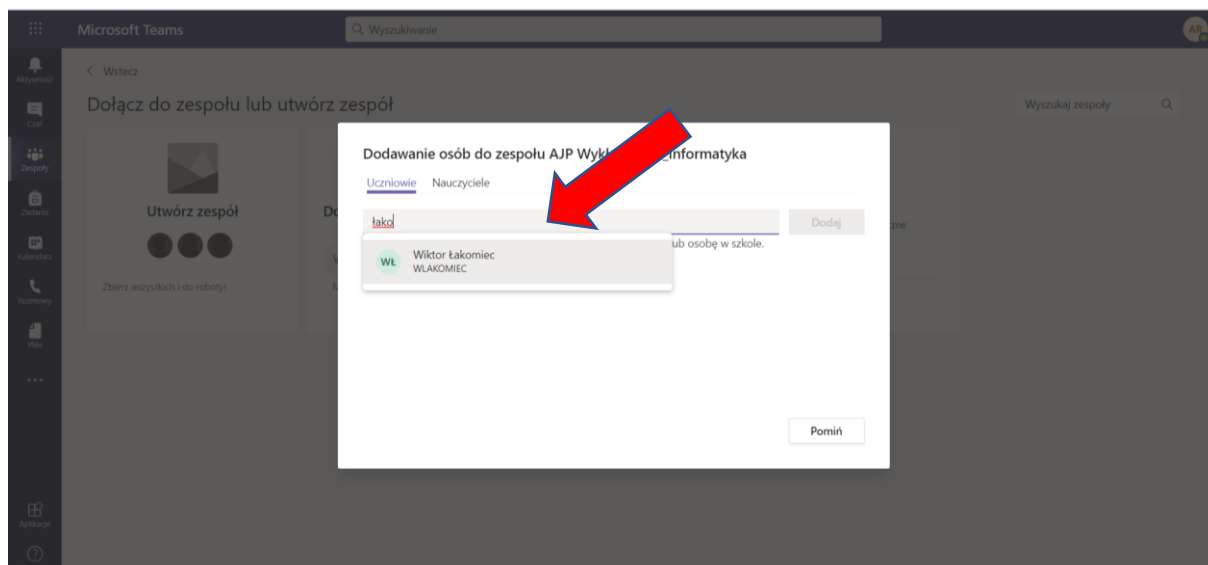 Microsoft Teams
Wyszukiwanie
AR
Aktywność
Wstecz
Czat
Dołącz do zespołu lub utwórz zespół
Wyszukaj zespoły
Zespoły
Dodawanie osób do zespołu AJP informatyka
Uczniowie Nauczyciele
Zadania
Utwórz zespół
łako
Dodaj
ub osobę w szkole.
Kalendarz
WŁ Wiktor Łakomiec
WLAKOMIEC
Zbierz wszystkich i do roboty!
Rozmowy
Pliki
Pomiń
Aplikacje